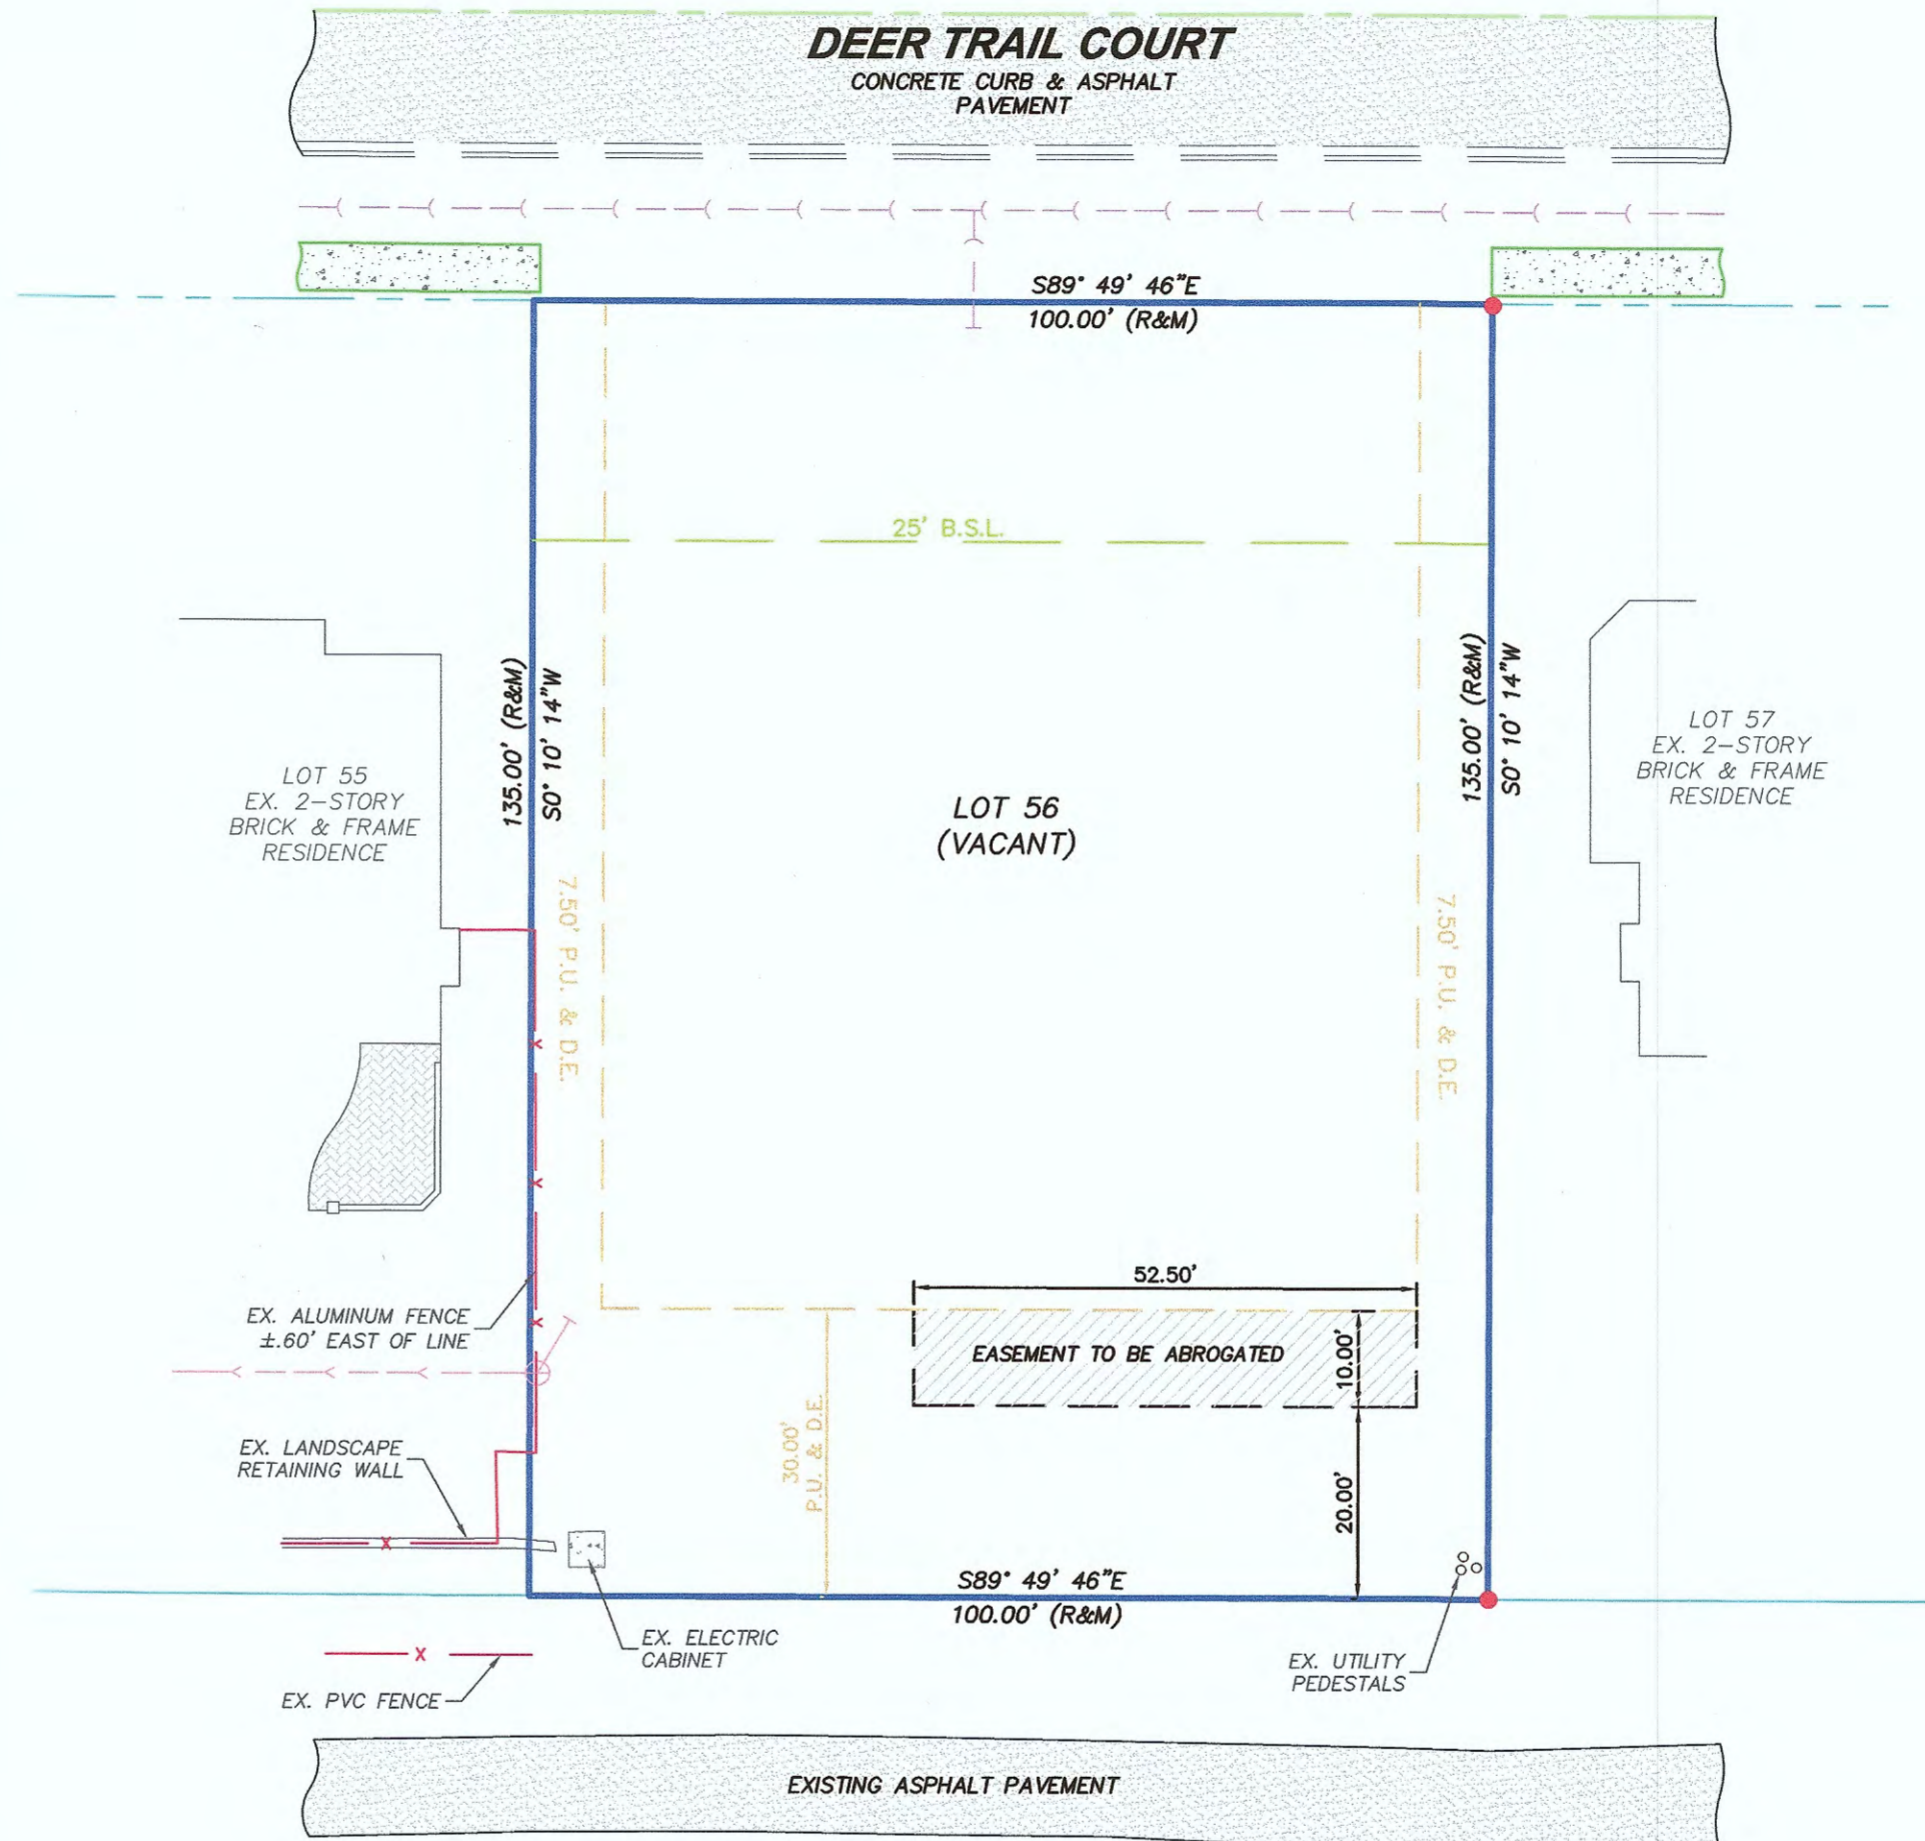 DEER TRAIL COURT
CONCRETE CURB & ASPHALT
PAVEMENT
S89° 49' 46"E
100.00' (R&M)
25' B.S.L.
135.00' (R&M)
S0° 10' 14"W
135.00' (R&M)
S0° 10' 14"W
LOT 55
EX. 2-STORY
BRICK & FRAME
RESIDENCE
LOT 56
(VACANT)
LOT 57
EX. 2-STORY
BRICK & FRAME
RESIDENCE
7.50' P.U. & D.E.
7.50' P.U. & D.E.
52.50'
EX. ALUMINUM FENCE
±.60' EAST OF LINE
EASEMENT TO BE ABROGATED
10.00'
30.00'
P.U. & D.E.
20.00'
EX. LANDSCAPE
RETAINING WALL
S89° 49' 46"E
100.00' (R&M)
EX. ELECTRIC
CABINET
EX. UTILITY
PEDESTALS
EX. PVC FENCE
EXISTING ASPHALT PAVEMENT